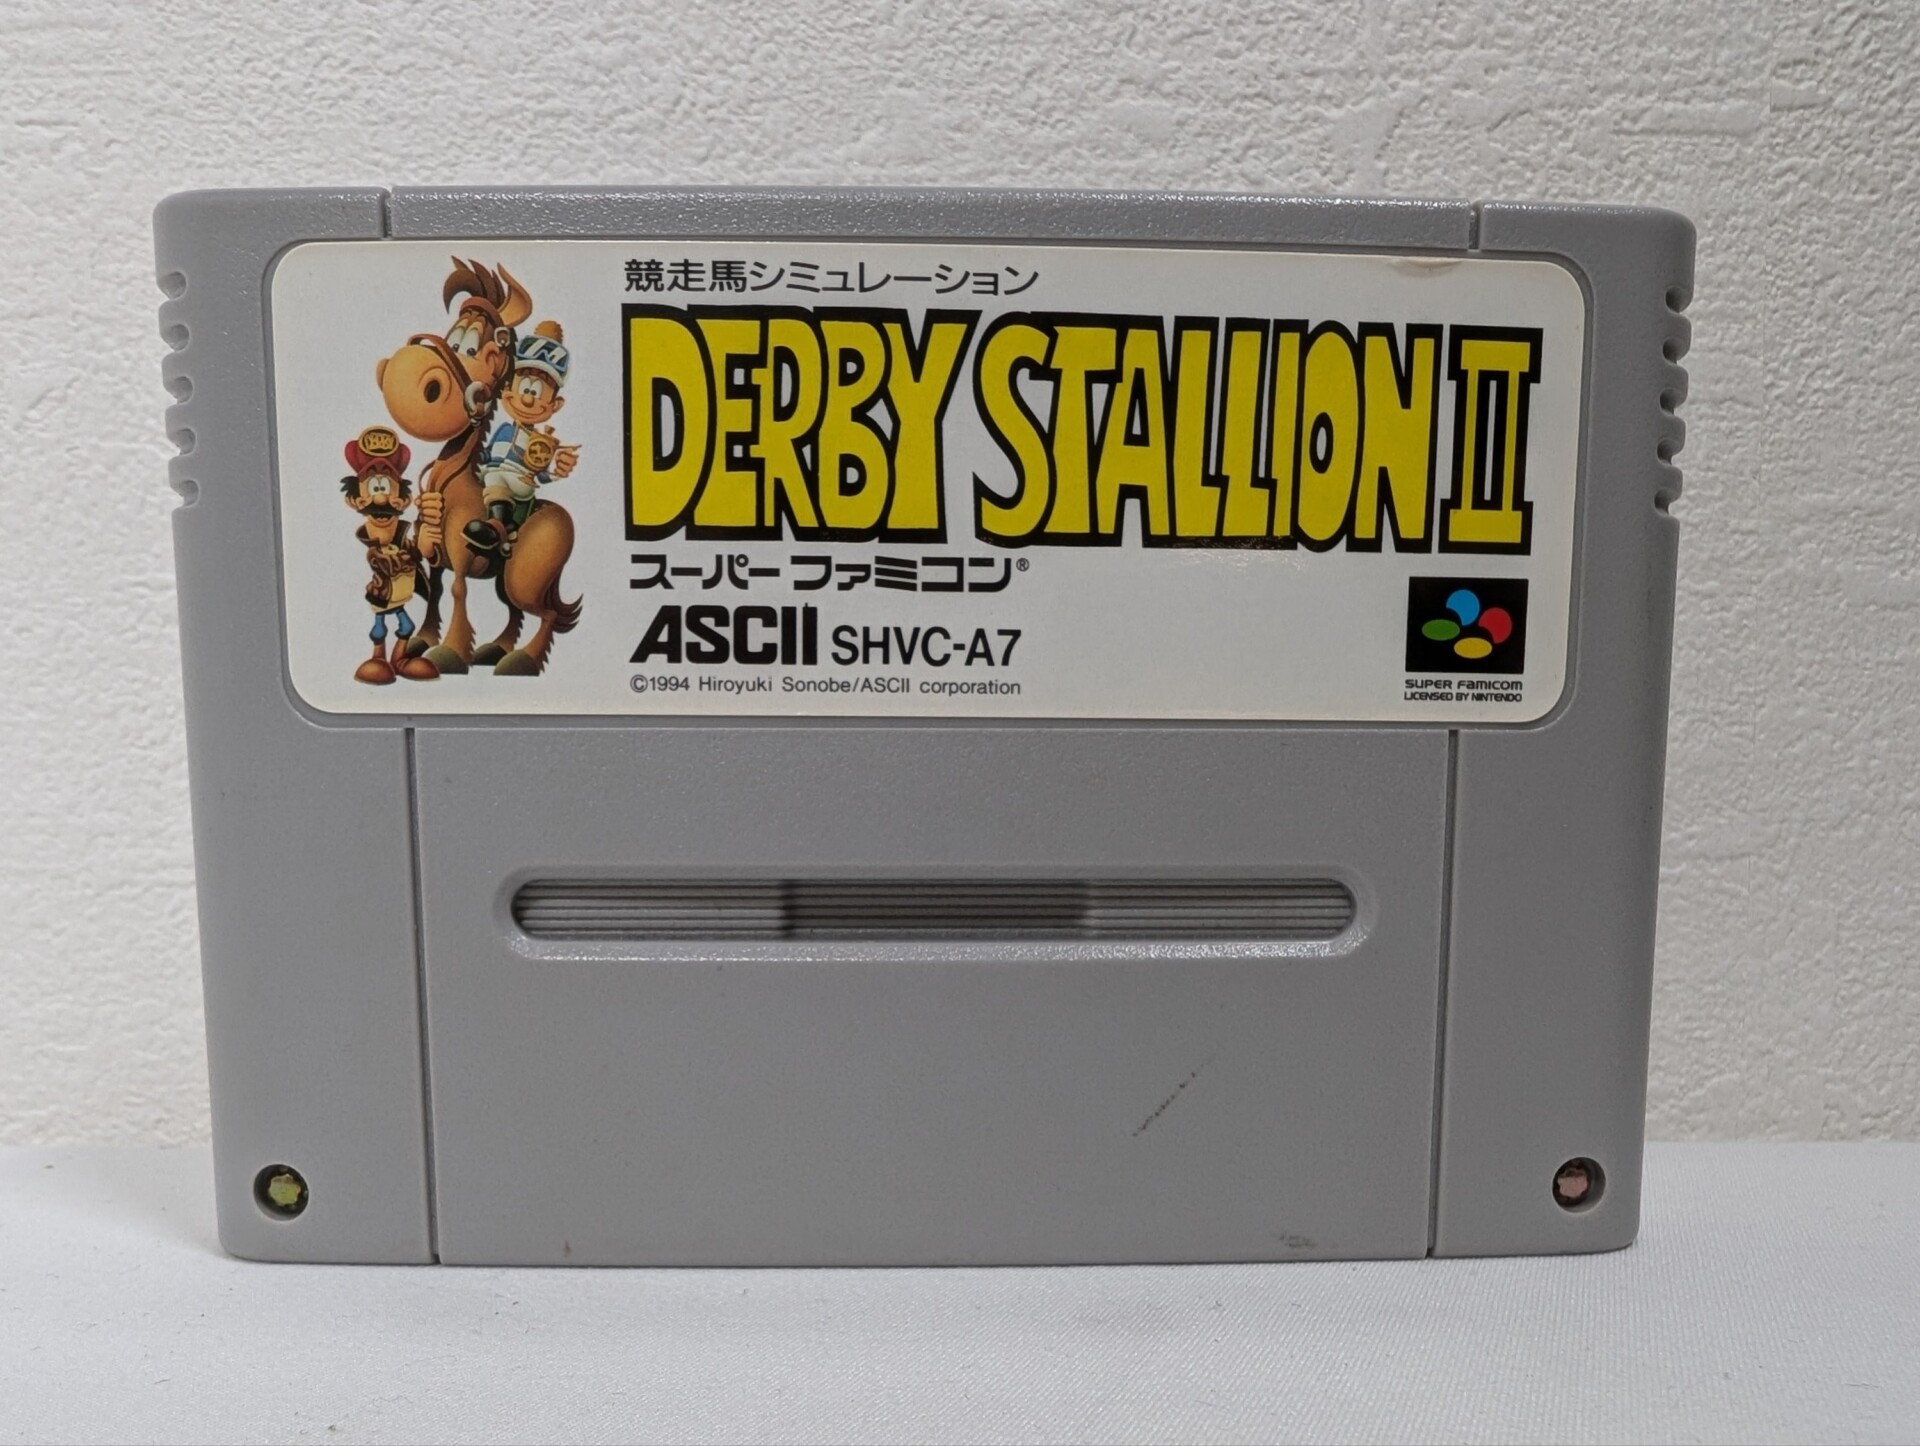 競走馬シミュレーション
DERBY STALLION II
スーパーファミコン®
ASCII SHVC-A7
©1994 Hiroyuki Sonobe/ASCII corporation
SUPER FAMICOM
LICENSED BY NINTENDO
DERBY